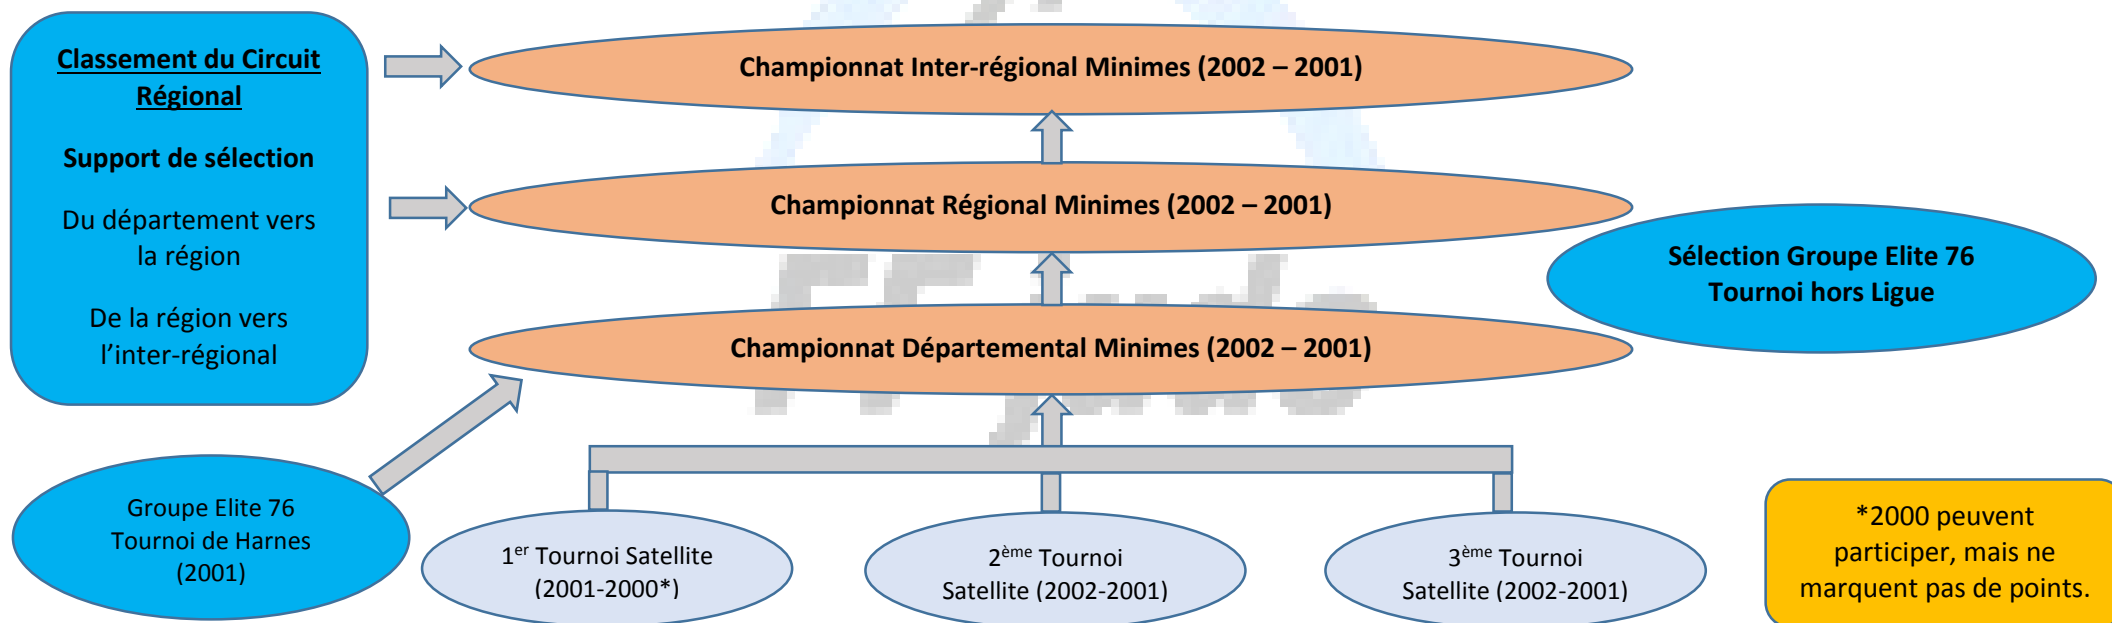 Classement du Circuit
Régional
Support de sélection
Du département vers
la région
De la région vers
l’inter-régional
Championnat Inter-régional Minimes (2002 – 2001)
Championnat Régional Minimes (2002 – 2001)
Sélection Groupe Elite 76
Tournoi hors Ligue
Championnat Départemental Minimes (2002 – 2001)
Groupe Elite 76
Tournoi de Harnes
(2001)
1er Tournoi Satellite
(2001-2000*)
2ème Tournoi
Satellite (2002-2001)
3ème Tournoi
Satellite (2002-2001)
*2000 peuvent
participer, mais ne
marquent pas de points.